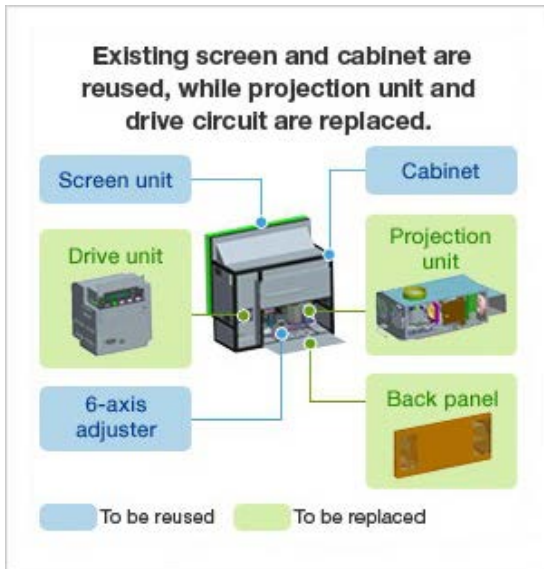 Existing screen and cabinet are
reused, while projection unit and
drive circuit are replaced.
Screen unit
Cabinet
Drive unit
Projection
unit
6-axis
adjuster
Back panel
To be reused
To be replaced